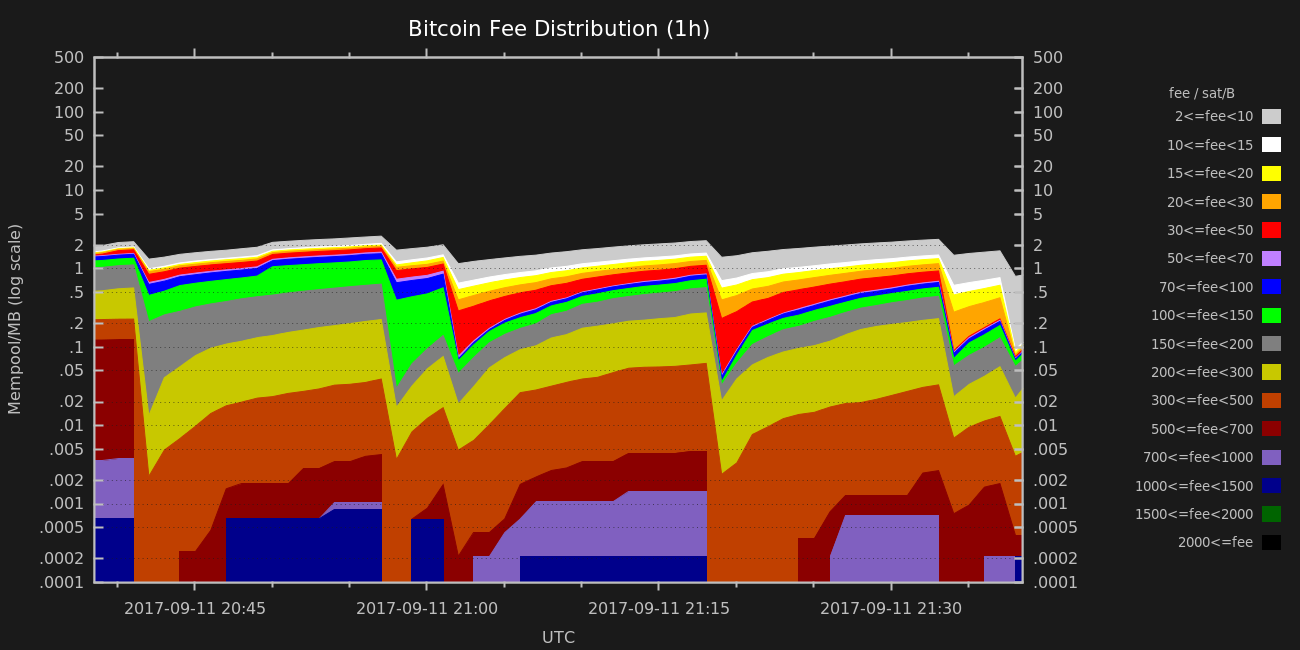 Bitcoin Fee Distribution (1h)
500 500
200 200
100 100
50 50
20 20
10 10
5 5
2 2
1 1
.5 .5
.2 .2
.1 .1
.05 .05
.02 .02
.01 .01
.005 .005
.002 .002
.001 .001
.0005 .0005
.0002 .0002
.0001 .0001
Mempool/MB (log scale)
2017-09-11 20:45 2017-09-11 21:00 2017-09-11 21:15 2017-09-11 21:30
UTC
fee / sat/B
2<=fee<10
10<=fee<15
15<=fee<20
20<=fee<30
30<=fee<50
50<=fee<70
70<=fee<100
100<=fee<150
150<=fee<200
200<=fee<300
300<=fee<500
500<=fee<700
700<=fee<1000
1000<=fee<1500
1500<=fee<2000
2000<=fee